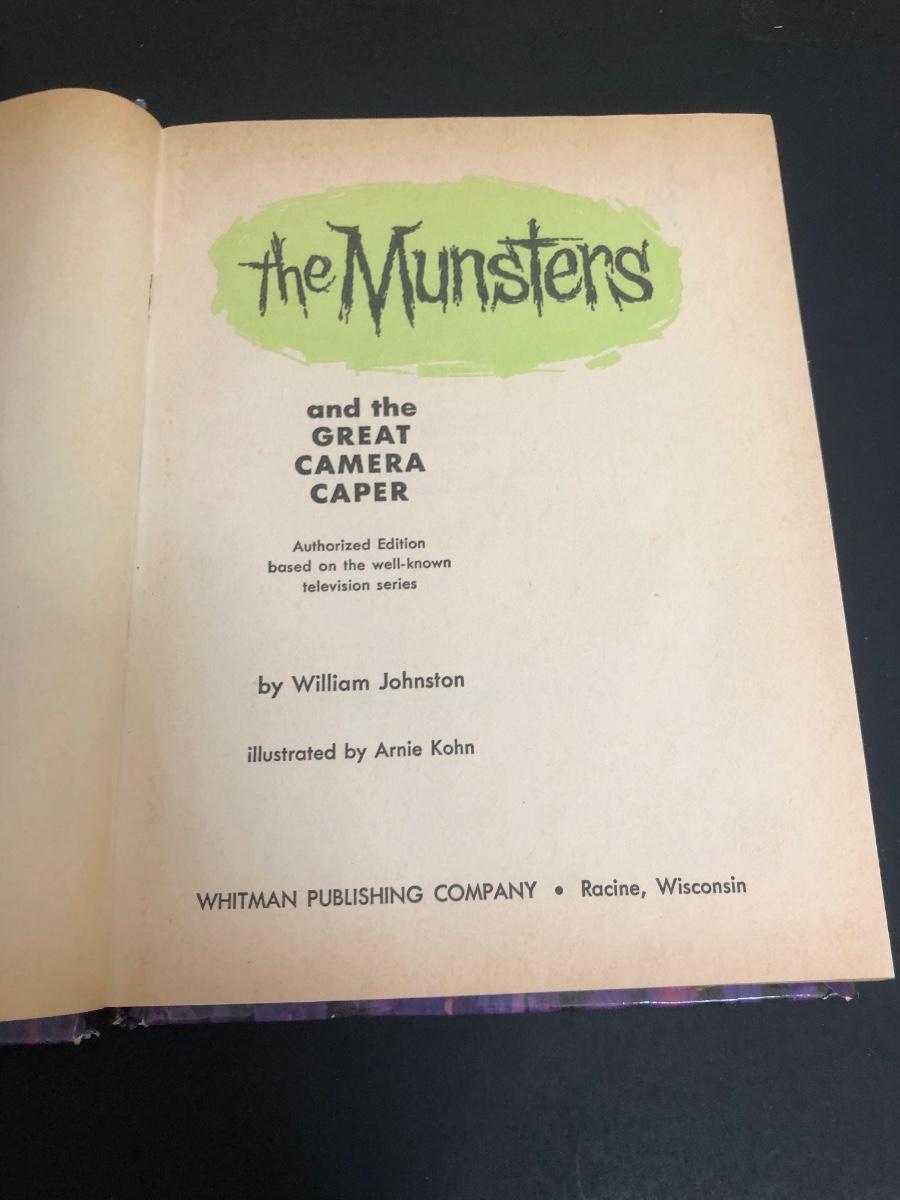 the Munsters
and the
GREAT
CAMERA
CAPER
Authorized Edition
based on the well-known
television series
by William Johnston
illustrated by Arnie Kohn
WHITMAN PUBLISHING COMPANY • Racine, Wisconsin